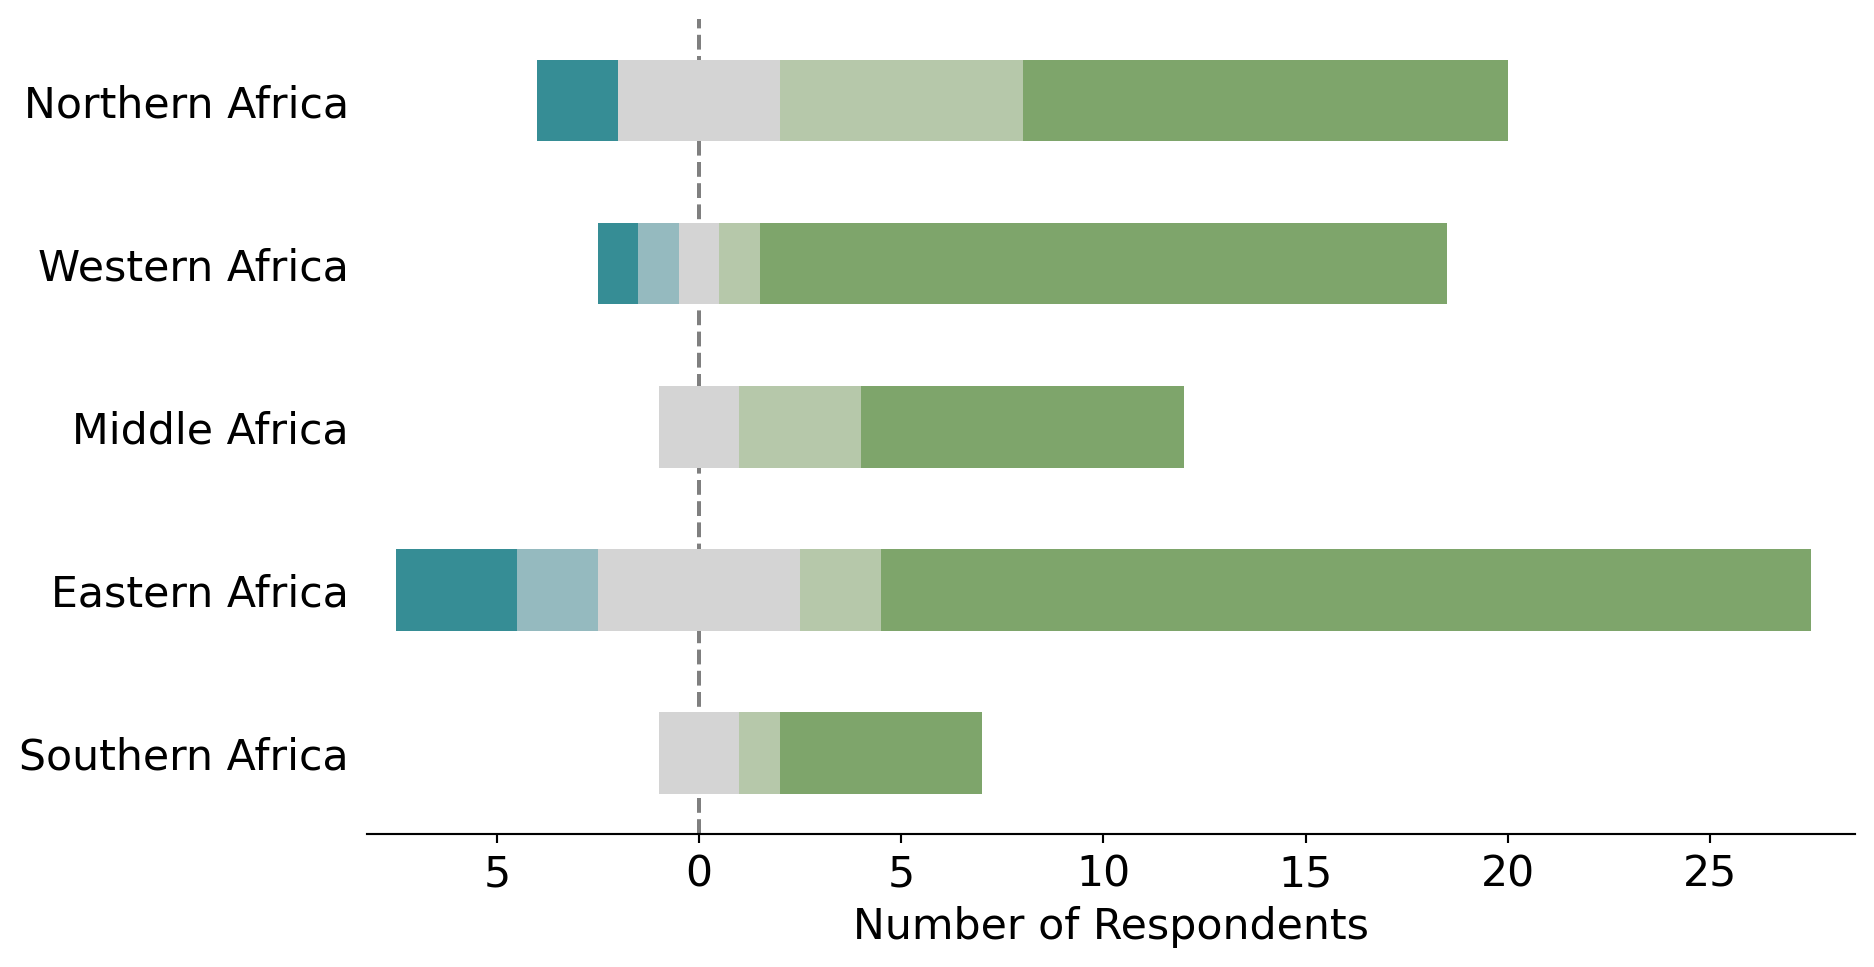 Northern Africa
Western Africa
Middle Africa
Eastern Africa
Southern Africa
5 0 5 10 15 20 25
Number of Respondents